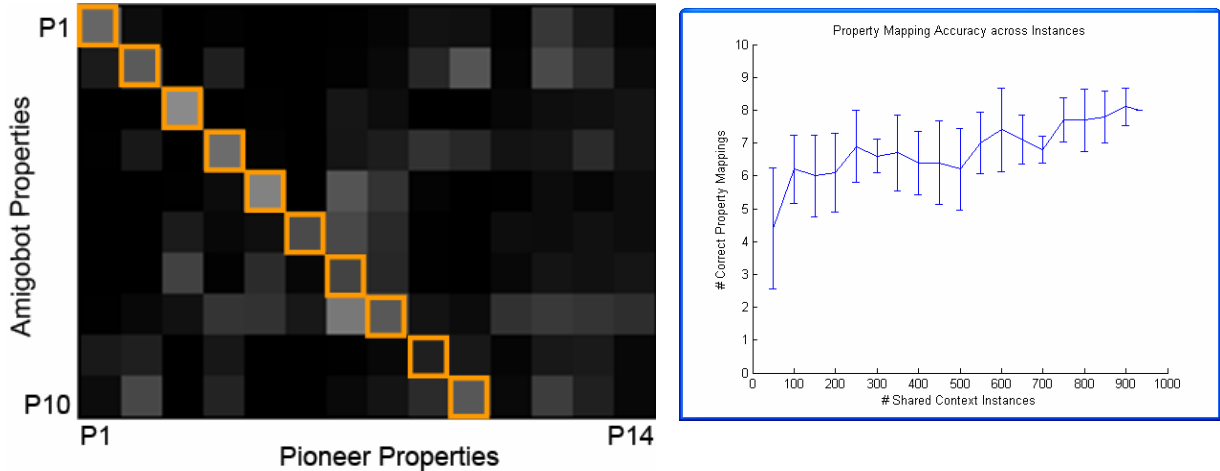 P1
Amigobot Properties
P10
P1
P14
Pioneer Properties
Property Mapping Accuracy across Instances
# Correct Property Mappings
10
9
8
7
6
5
4
3
2
1
0
0 100 200 300 400 500 600 700 800 900 1000
# Shared Context Instances